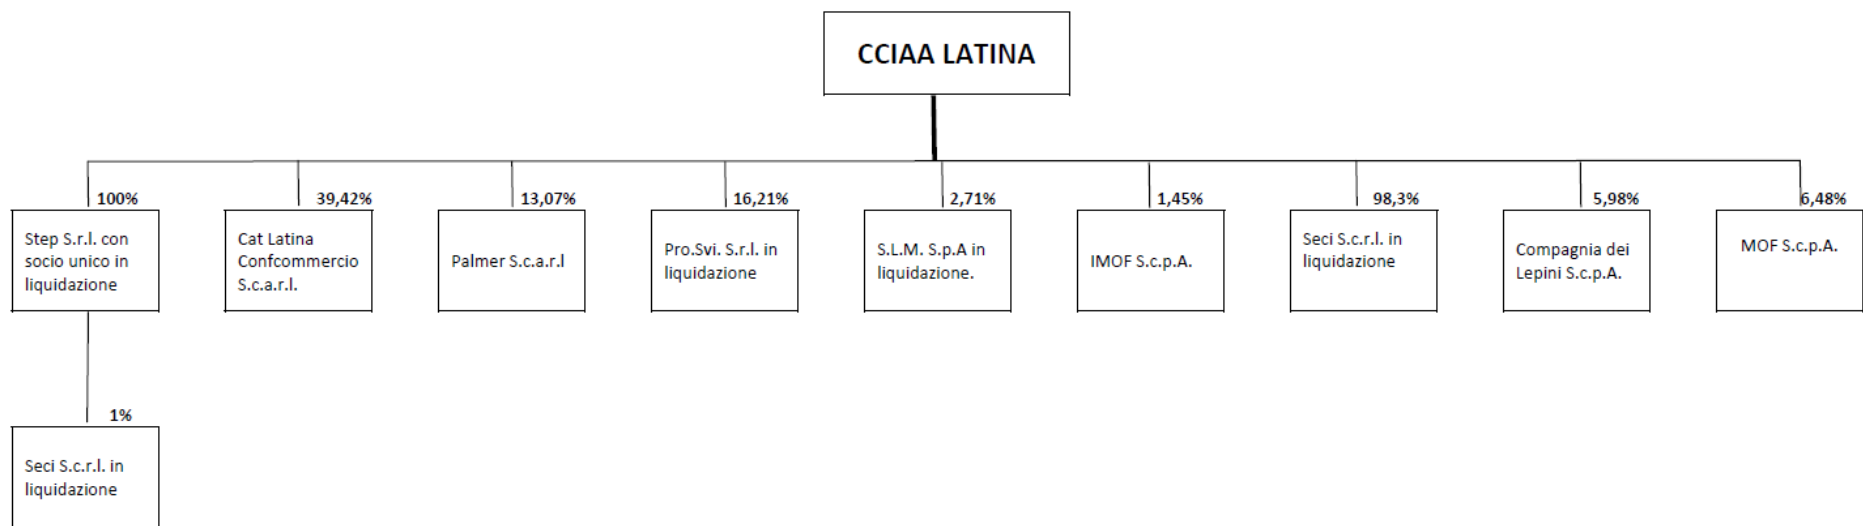 CCIAA LATINA
100%
Step S.r.l. con
socio unico in
liquidazione
39,42%
Cat Latina
Confcommercio
S.c.a.r.l.
13,07%
Palmer S.c.a.r.l
16,21%
Pro.Svi. S.r.l. in
liquidazione
2,71%
S.L.M. S.p.A in
liquidazione.
1,45%
IMOF S.c.p.A.
98,3%
Seci S.c.r.l. in
liquidazione
5,98%
Compagnia dei
Lepini S.c.p.A.
6,48%
MOF S.c.p.A.
1%
Seci S.c.r.l. in
liquidazione